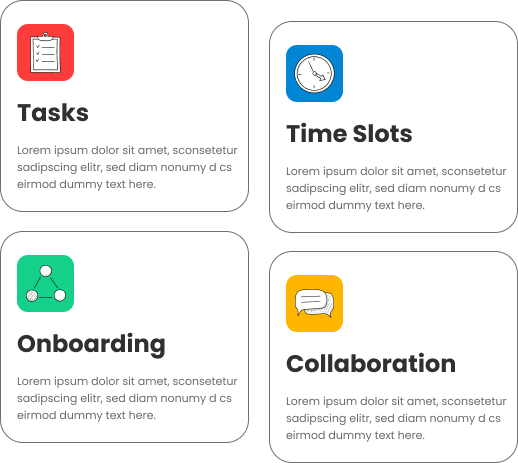 Tasks
Lorem ipsum dolor sit amet, sconsetetur
sadipscing elitr, sed diam nonumy d cs
eirmod dummy text here.
Time Slots
Lorem ipsum dolor sit amet, sconsetetur
sadipscing elitr, sed diam nonumy d cs
eirmod dummy text here.
Onboarding
Lorem ipsum dolor sit amet, sconsetetur
sadipscing elitr, sed diam nonumy d cs
eirmod dummy text here.
Collaboration
Lorem ipsum dolor sit amet, sconsetetur
sadipscing elitr, sed diam nonumy d cs
eirmod dummy text here.